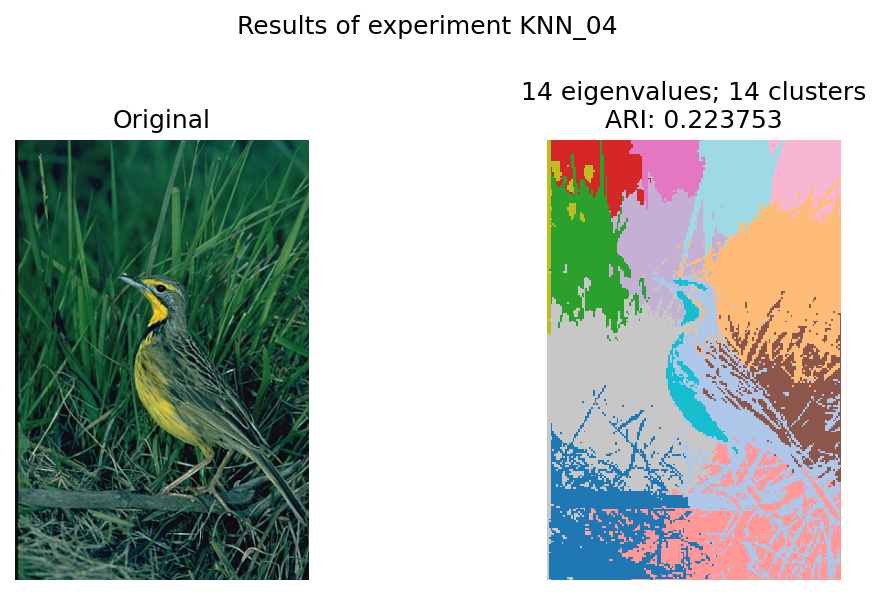 Results of experiment KNN_04
Original
14 eigenvalues; 14 clusters
ARI: 0.223753